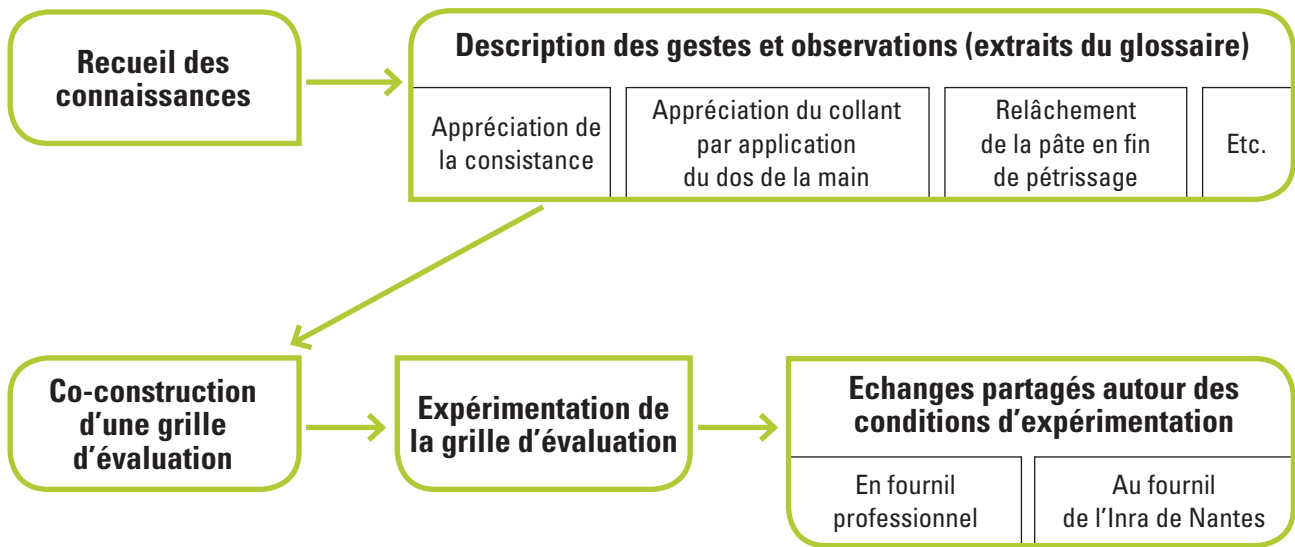 Recueil des
connaissances
Description des gestes et observations (extraits du glossaire)
Appréciation de
la consistance
Appréciation du collant
par application
du dos de la main
Relâchement
de la pâte en fin
de pétrissage
Etc.
Co-construction
d'une grille
d'évaluation
Expérimentation de
la grille d'évaluation
Echanges partagés autour des
conditions d'expérimentation
En fournil
professionnel
Au fournil
de l'Inra de Nantes